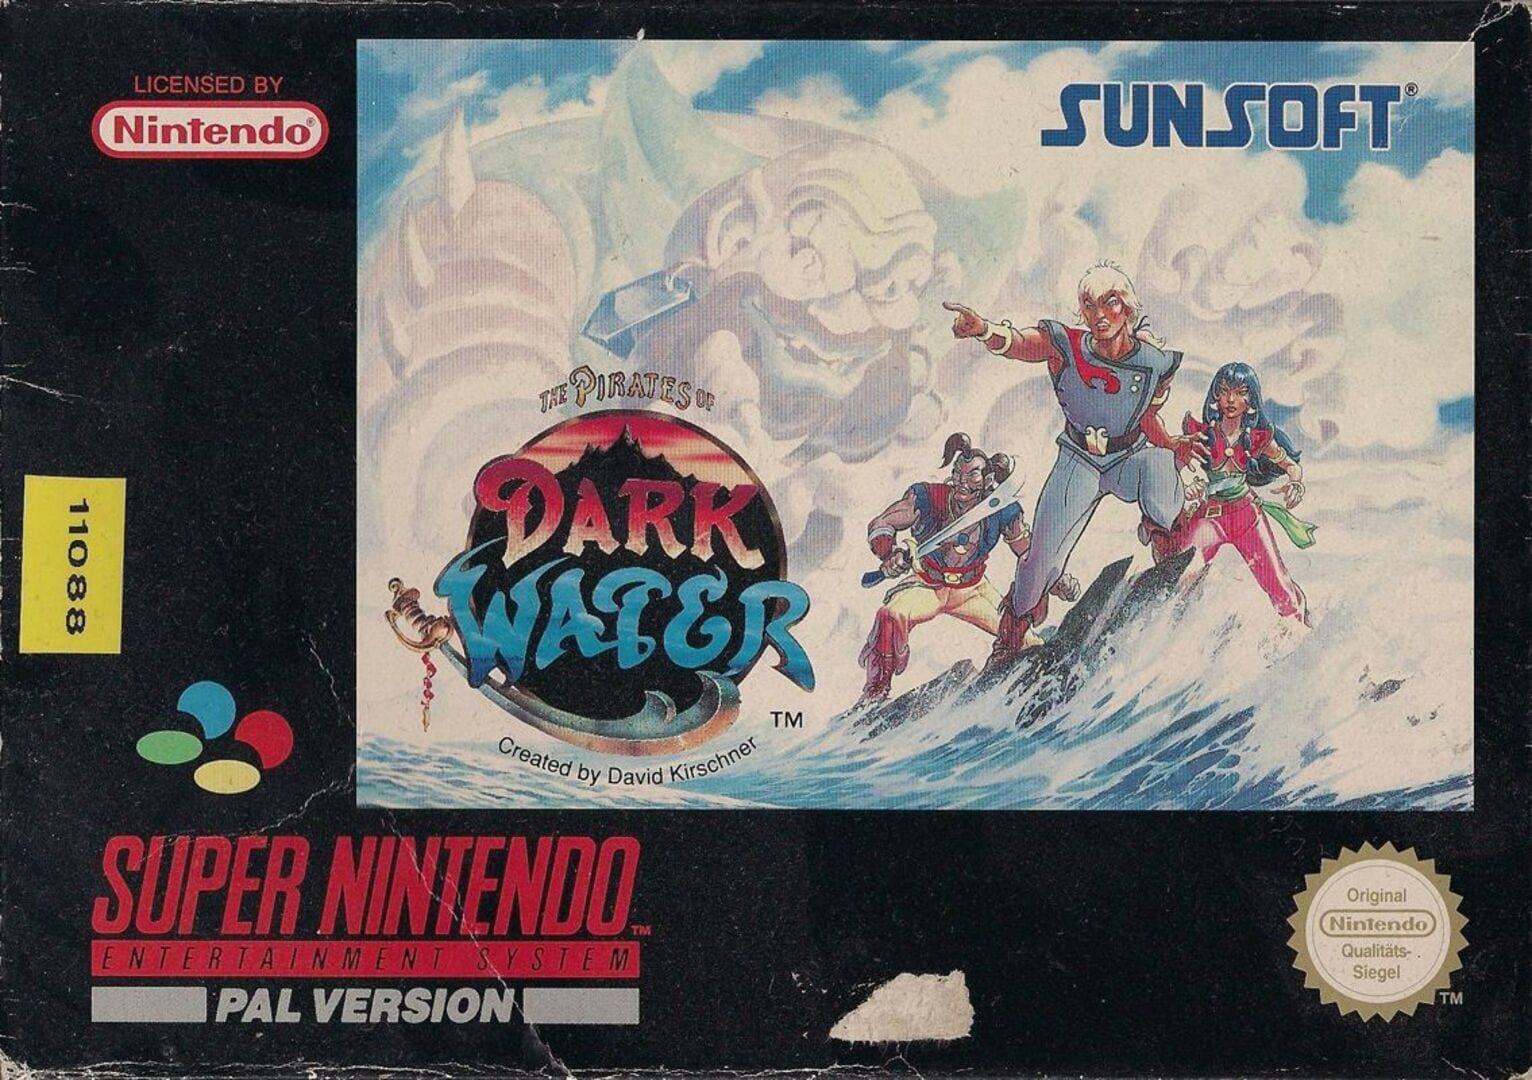 LICENSED BY
Nintendo®
SUNSOFT®
THE PIRATES OF
DARK
WATER
TM
Created by David Kirschner
11088
SUPER NINTENDO TM
ENTERTAINMENT SYSTEM
PAL VERSION
Original
Nintendo
Qualitäts-
Siegel
TM